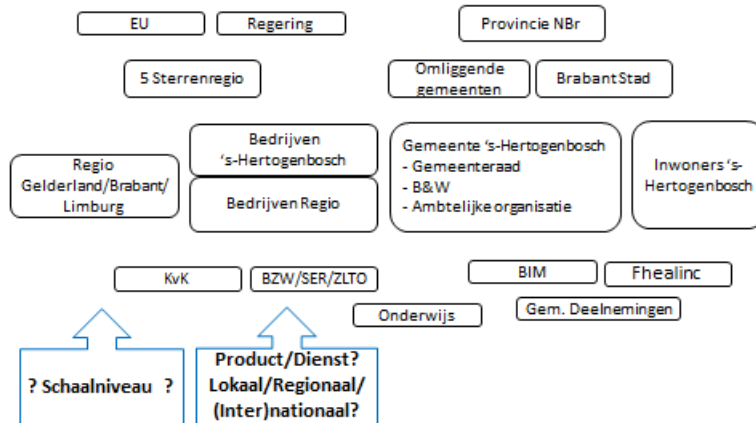 EU
Regering
Provincie NBr
5 Sterrenregio
Omliggende
gemeenten
Brabant Stad
Regio
Gelderland/Brabant/
Limburg
Bedrijven
‘s-Hertogenbosch
Bedrijven Regio
Gemeente ‘s-Hertogenbosch
- Gemeenteraad
- B&W
- Ambtelijke organisatie
Inwoners ‘s-
Hertogenbosch
KvK
BZW/SER/ZLTO
BIM
Fhealinc
Onderwijs
Gem. Deelnemingen
? Schaalniveau ?
Product/Dienst?
Lokaal/Regionaal/
(Inter)nationaal?